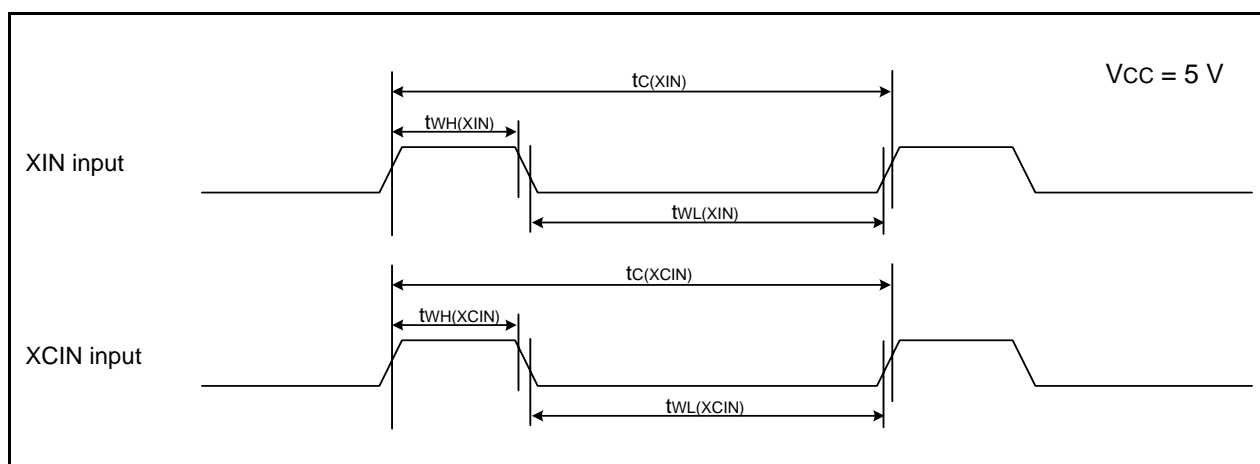 VCC = 5 V
tC(XIN)
tWH(XIN)
XIN input
tWL(XIN)
tC(XCIN)
tWH(XCIN)
XCIN input
tWL(XCIN)